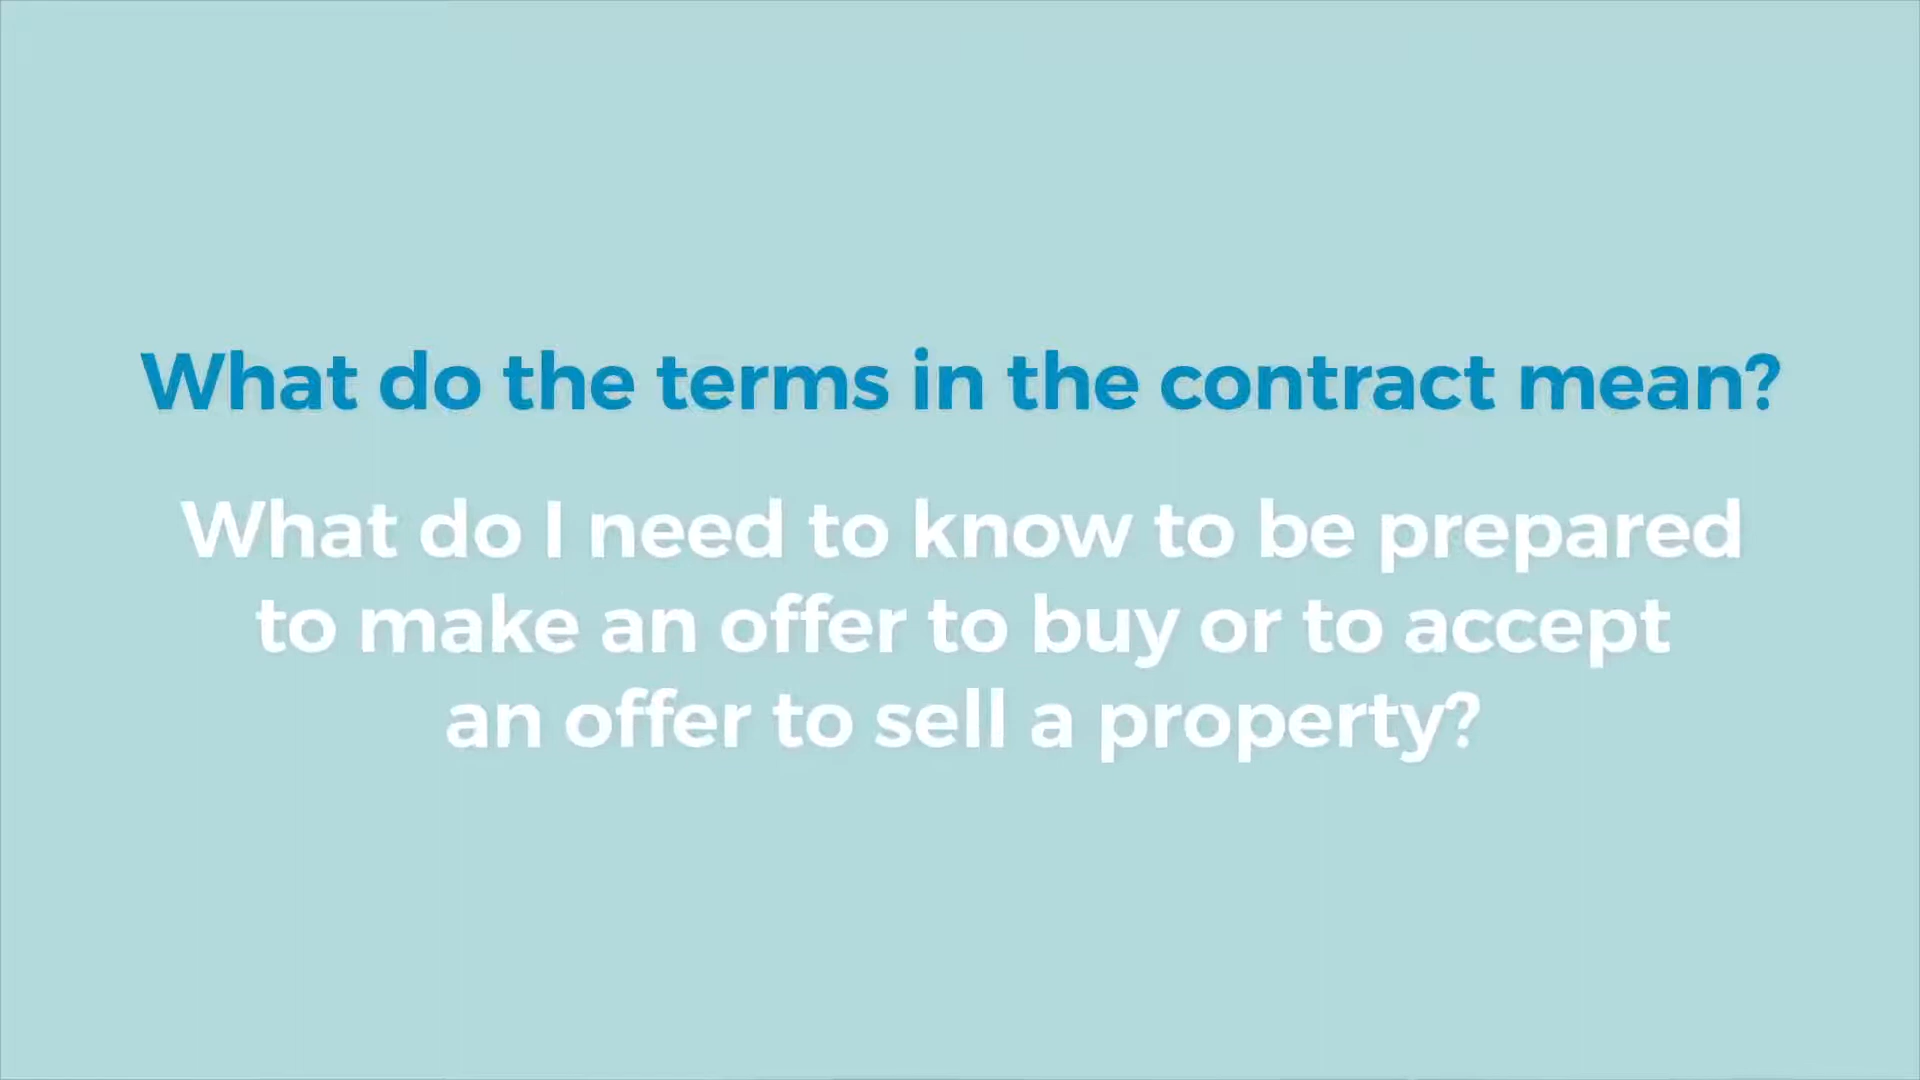 What do the terms in the contract mean?
What do I need to know to be prepared
to make an offer to buy or to accept
an offer to sell a property?